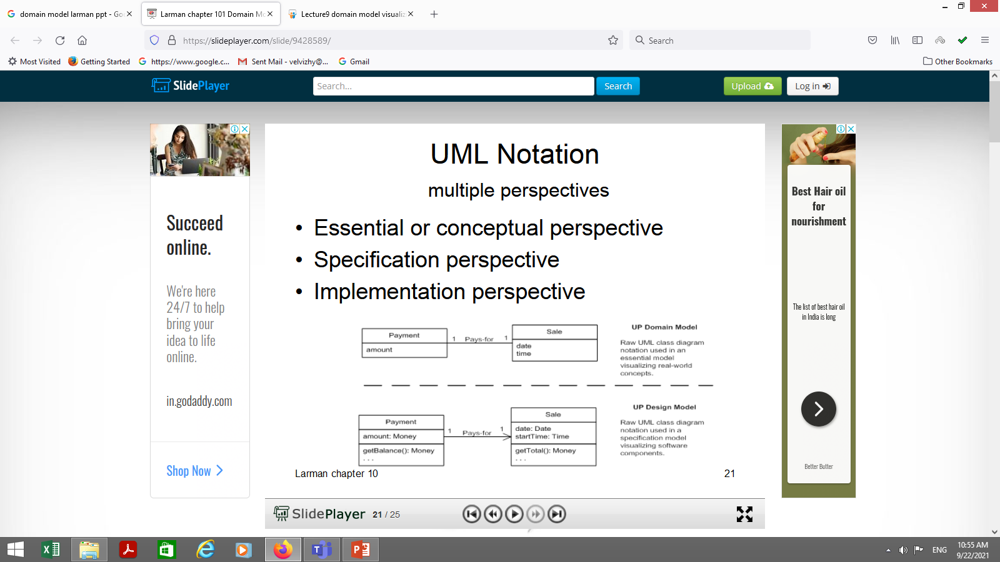 domain model larman ppt - Go
Larman chapter 101 Domain Mo
Lecture9 domain model visualiz
https://slideplayer.com/slide/9428589/
Search
Most Visited
Getting Started
https://www.google.c...
Sent Mail - velvizhy@...
Gmail
Other Bookmarks
SlidePlayer
Search...
Search
Upload
Log in
Succeed
online.
We're here
24/7 to help
bring your
idea to life
online.
in.godaddy.com
Shop Now
UML Notation
multiple perspectives
• Essential or conceptual perspective
• Specification perspective
• Implementation perspective
Payment
amount
1 Pays-for 1
Sale
date
time
UP Domain Model
Raw UML class diagram
notation used in an
essential model
visualizing real-world
concepts.
Payment
amount: Money
getBalance(): Money
. . .
1 Pays-for 1
Sale
date: Date
startTime: Time
getTotal(): Money
. . .
UP Design Model
Raw UML class diagram
notation used in a
specification model
visualizing software
components.
Larman chapter 10
21
SlidePlayer
21 / 25
Best Hair oil
for
nourishment
The list of best hair oil
in India is long
Better Butter
ENG
10:55 AM
9/22/2021